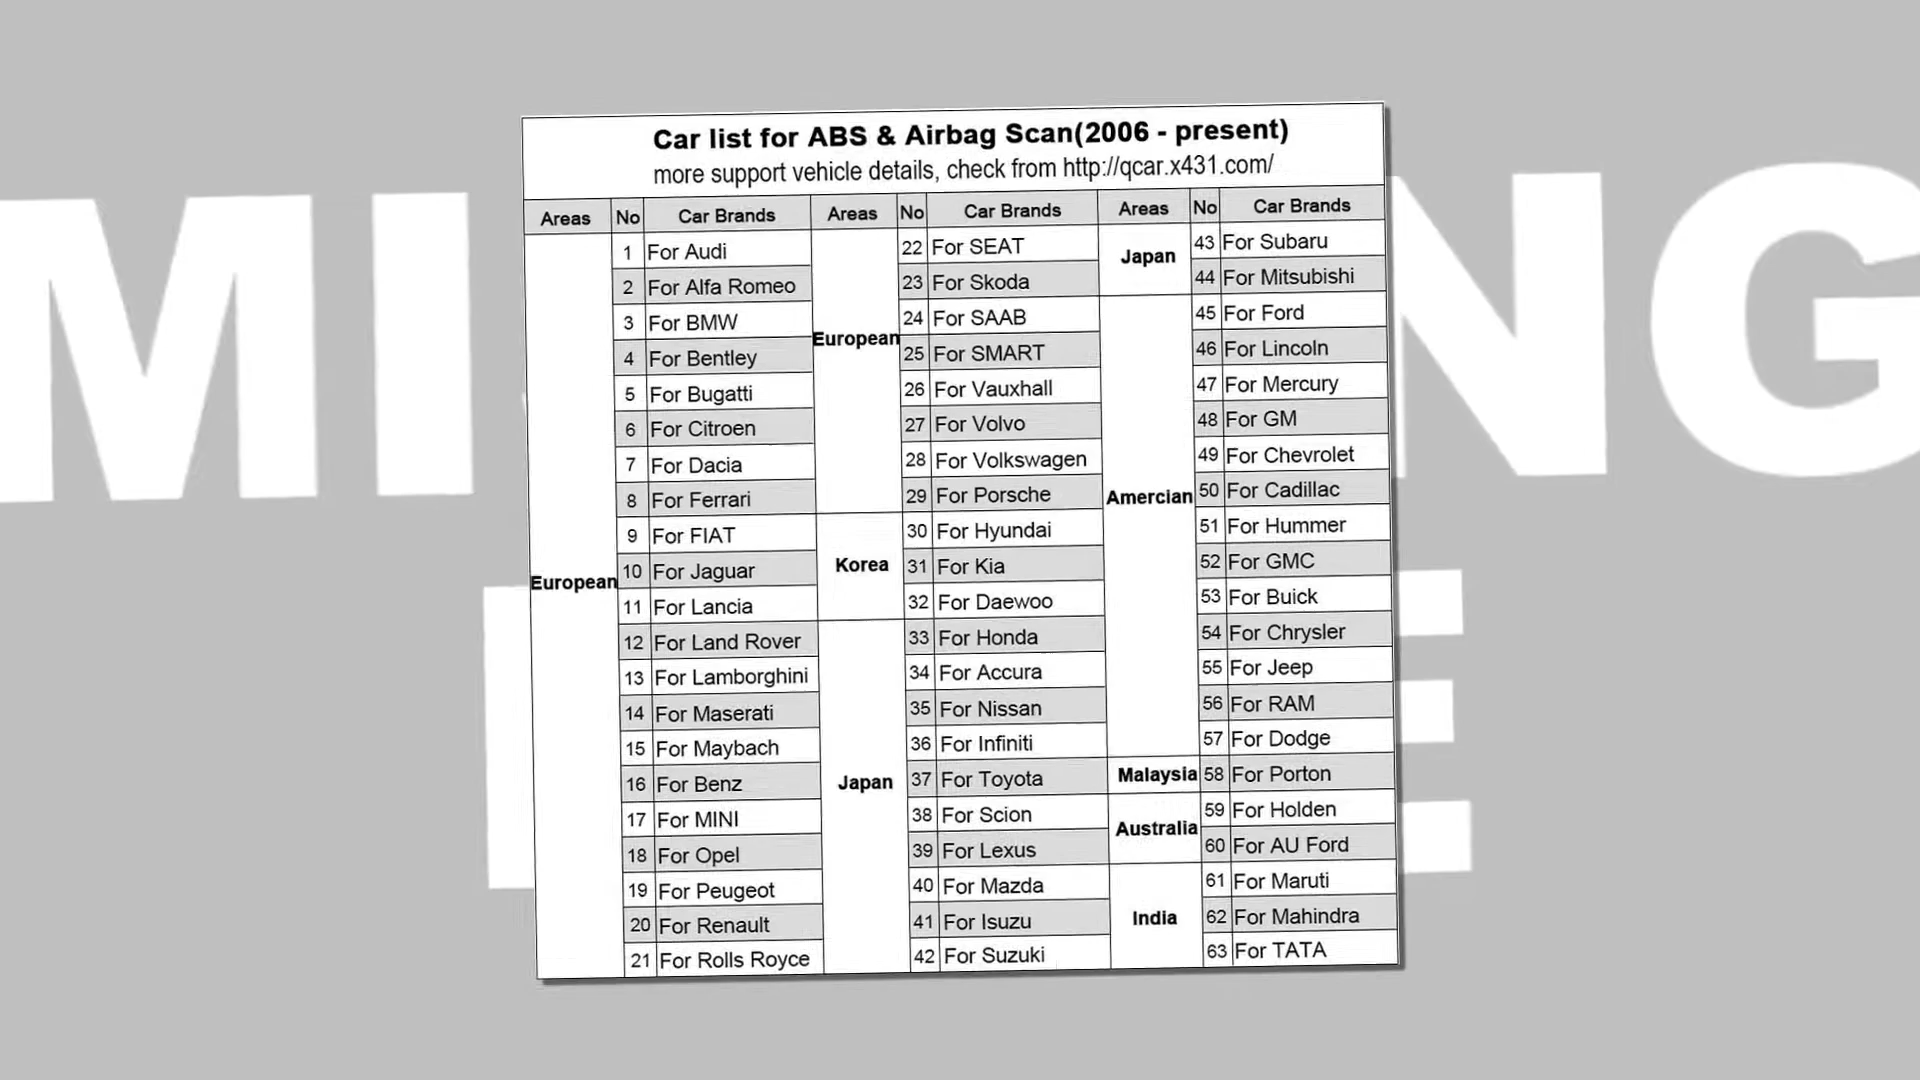 MI NG
Car list for ABS & Airbag Scan(2006 - present)
more support vehicle details, check from http://qcar.x431.com/
Areas No Car Brands Areas No Car Brands Areas No Car Brands
European
1 For Audi
2 For Alfa Romeo
3 For BMW
4 For Bentley
5 For Bugatti
6 For Citroen
7 For Dacia
8 For Ferrari
9 For FIAT
10 For Jaguar
11 For Lancia
12 For Land Rover
13 For Lamborghini
14 For Maserati
15 For Maybach
16 For Benz
17 For MINI
18 For Opel
19 For Peugeot
20 For Renault
21 For Rolls Royce
European
22 For SEAT
23 For Skoda
24 For SAAB
25 For SMART
26 For Vauxhall
27 For Volvo
28 For Volkswagen
29 For Porsche
Korea
30 For Hyundai
31 For Kia
32 For Daewoo
Japan
33 For Honda
34 For Accura
35 For Nissan
36 For Infiniti
37 For Toyota
38 For Scion
39 For Lexus
40 For Mazda
41 For Isuzu
42 For Suzuki
Japan
43 For Subaru
44 For Mitsubishi
Amercian
45 For Ford
46 For Lincoln
47 For Mercury
48 For GM
49 For Chevrolet
50 For Cadillac
51 For Hummer
52 For GMC
53 For Buick
54 For Chrysler
55 For Jeep
56 For RAM
57 For Dodge
Malaysia
58 For Porton
Australia
59 For Holden
60 For AU Ford
India
61 For Maruti
62 For Mahindra
63 For TATA